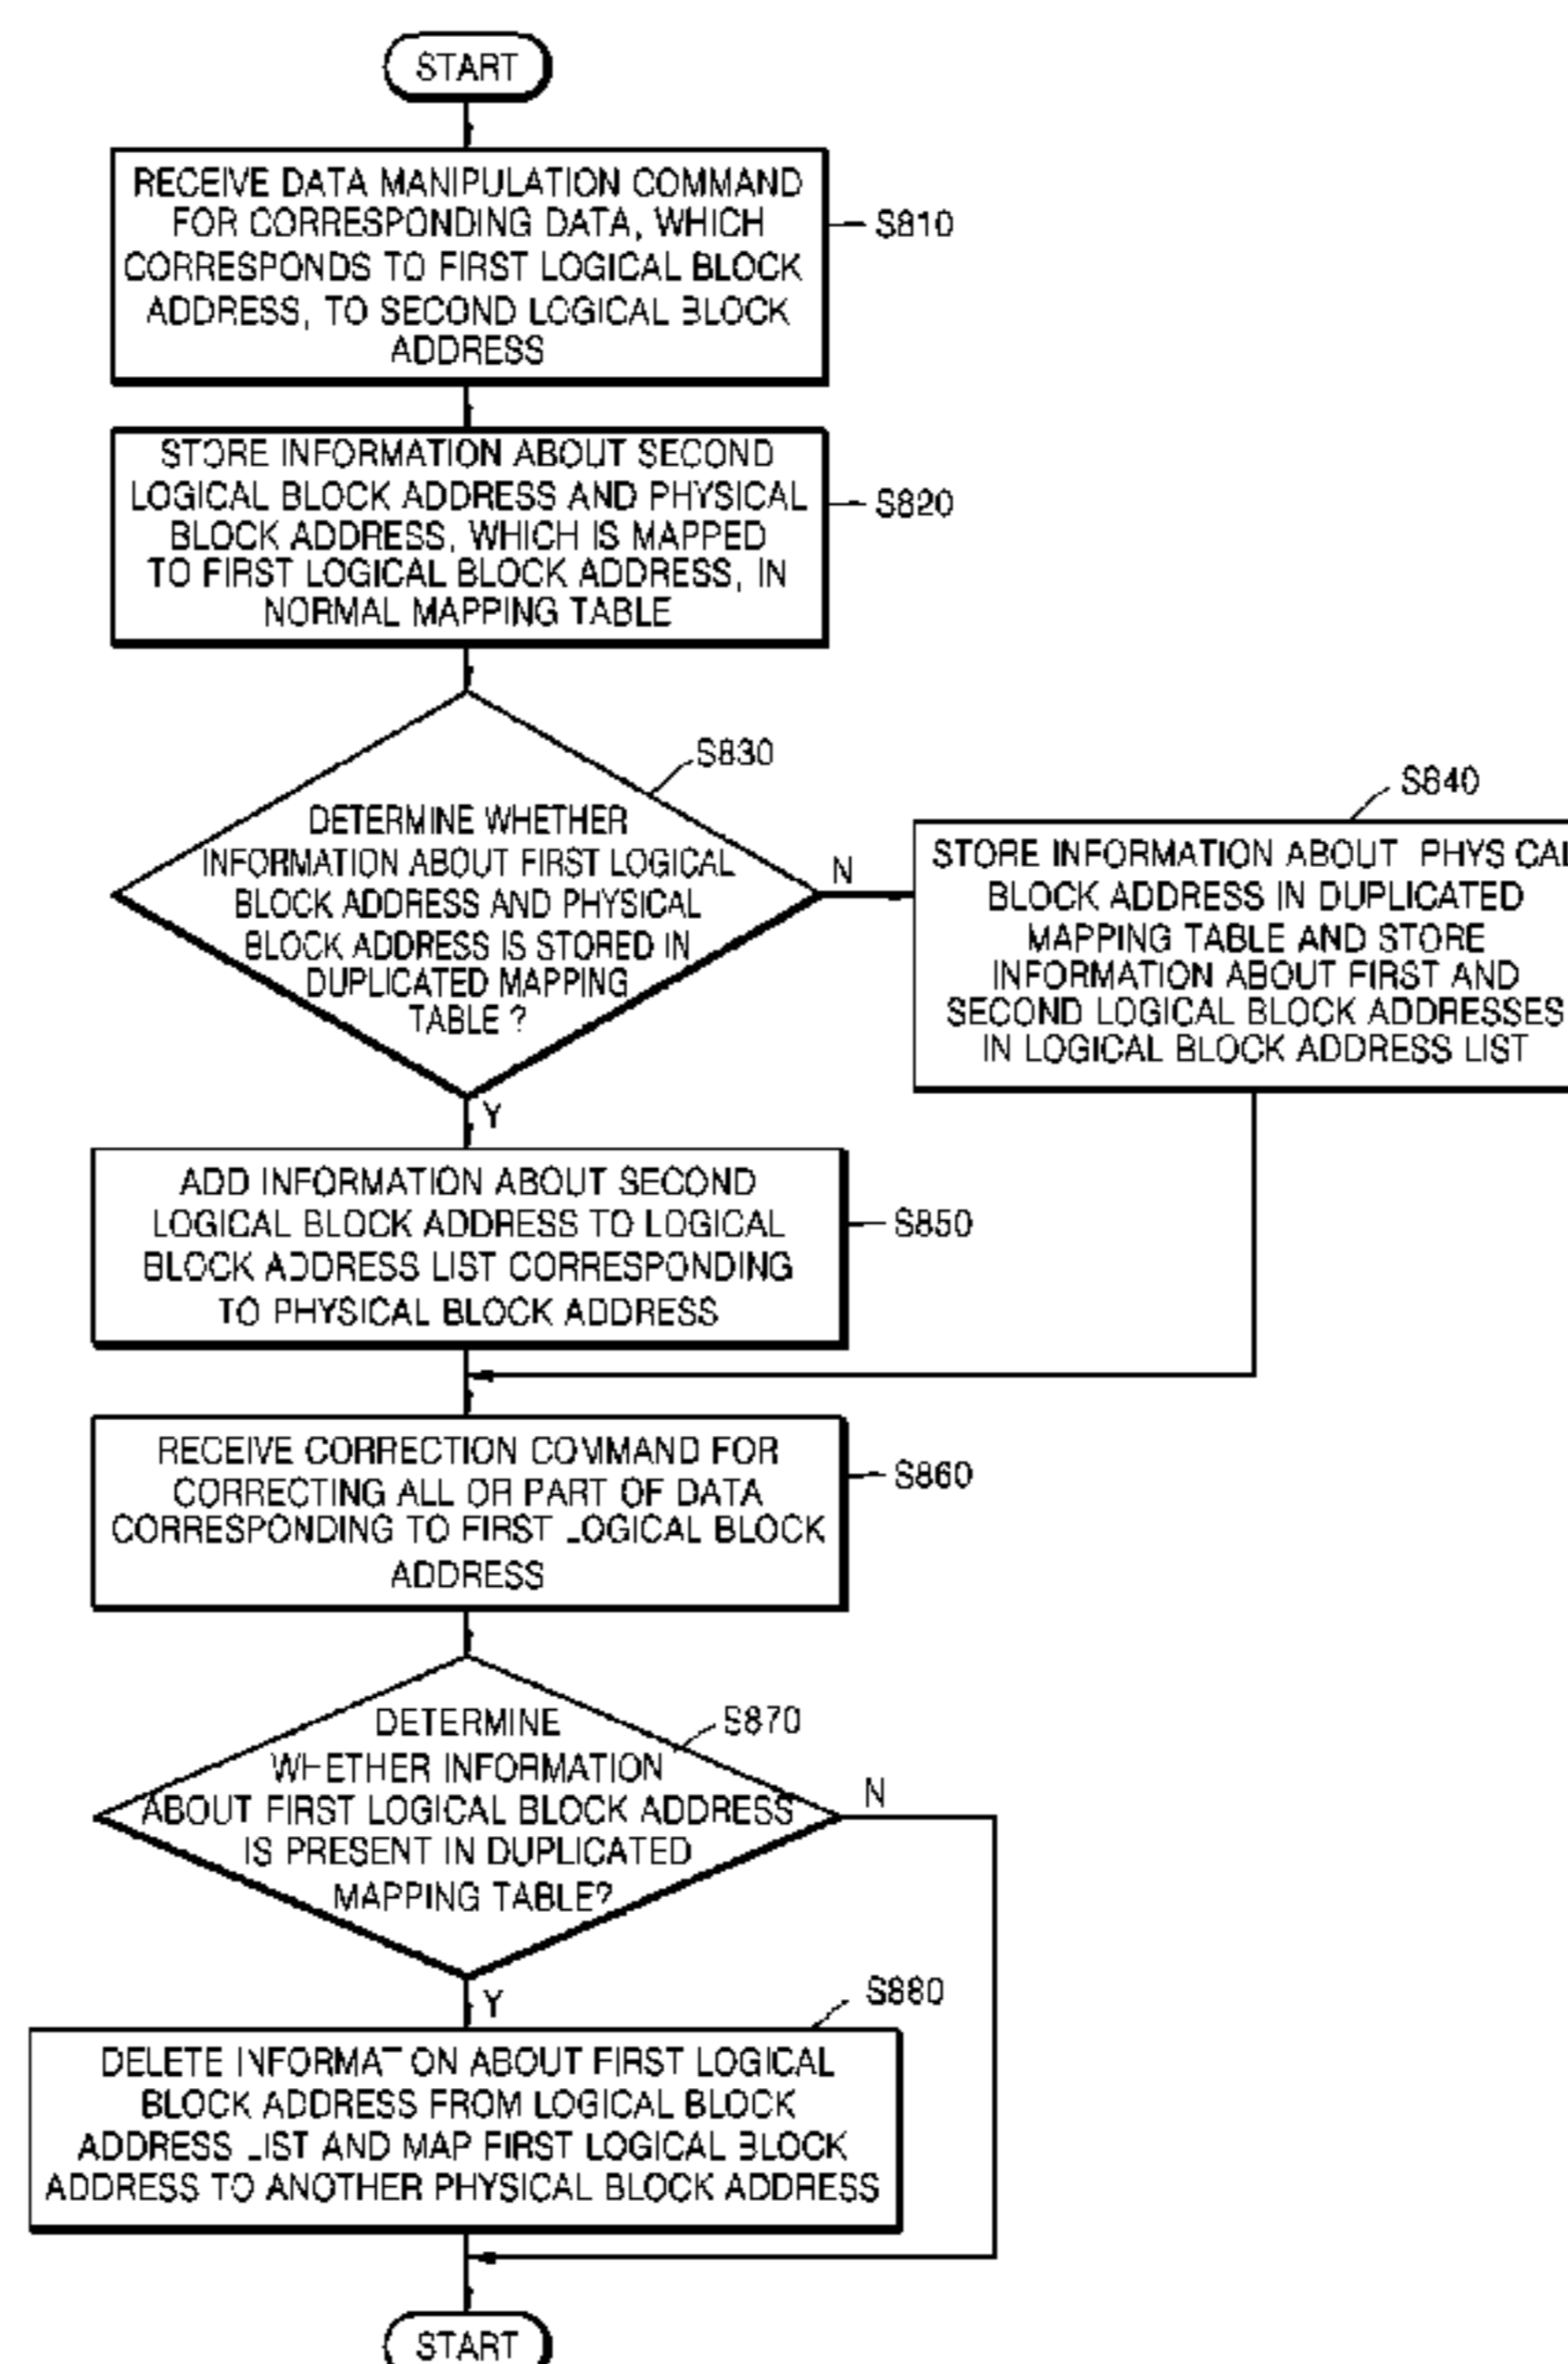 START
RECEIVE DATA MANIPULATION COMMAND
FOR CORRESPONDING DATA, WHICH
CORRESPONDS TO FIRST LOGICAL BLOCK
ADDRESS, TO SECOND LOGICAL BLOCK
ADDRESS
S810
STORE INFORMATION ABOUT SECOND
LOGICAL BLOCK ADDRESS AND PHYSICAL
BLOCK ADDRESS, WHICH IS MAPPED
TO FIRST LOGICAL BLOCK ADDRESS, IN
NORMAL MAPPING TABLE
S820
S830
DETERMINE WHETHER
INFORMATION ABOUT FIRST LOGICAL
BLOCK ADDRESS AND PHYSICAL
BLOCK ADDRESS IS STORED IN
DUPLICATED MAPPING
TABLE ?
N
Y
S840
STORE INFORMATION ABOUT PHYSICAL
BLOCK ADDRESS IN DUPLICATED
MAPPING TABLE AND STORE
INFORMATION ABOUT FIRST AND
SECOND LOGICAL BLOCK ADDRESSES
IN LOGICAL BLOCK ADDRESS LIST
ADD INFORMATION ABOUT SECOND
LOGICAL BLOCK ADDRESS TO LOGICAL
BLOCK ADDRESS LIST CORRESPONDING
TO PHYSICAL BLOCK ADDRESS
S850
RECEIVE CORRECTION COMMAND FOR
CORRECTING ALL OR PART OF DATA
CORRESPONDING TO FIRST LOGICAL BLOCK
ADDRESS
S860
S870
DETERMINE
WHETHER INFORMATION
ABOUT FIRST LOGICAL BLOCK ADDRESS
IS PRESENT IN DUPLICATED
MAPPING TABLE?
N
Y
S880
DELETE INFORMATION ABOUT FIRST LOGICAL
BLOCK ADDRESS FROM LOGICAL BLOCK
ADDRESS LIST AND MAP FIRST LOGICAL BLOCK
ADDRESS TO ANOTHER PHYSICAL BLOCK ADDRESS
START